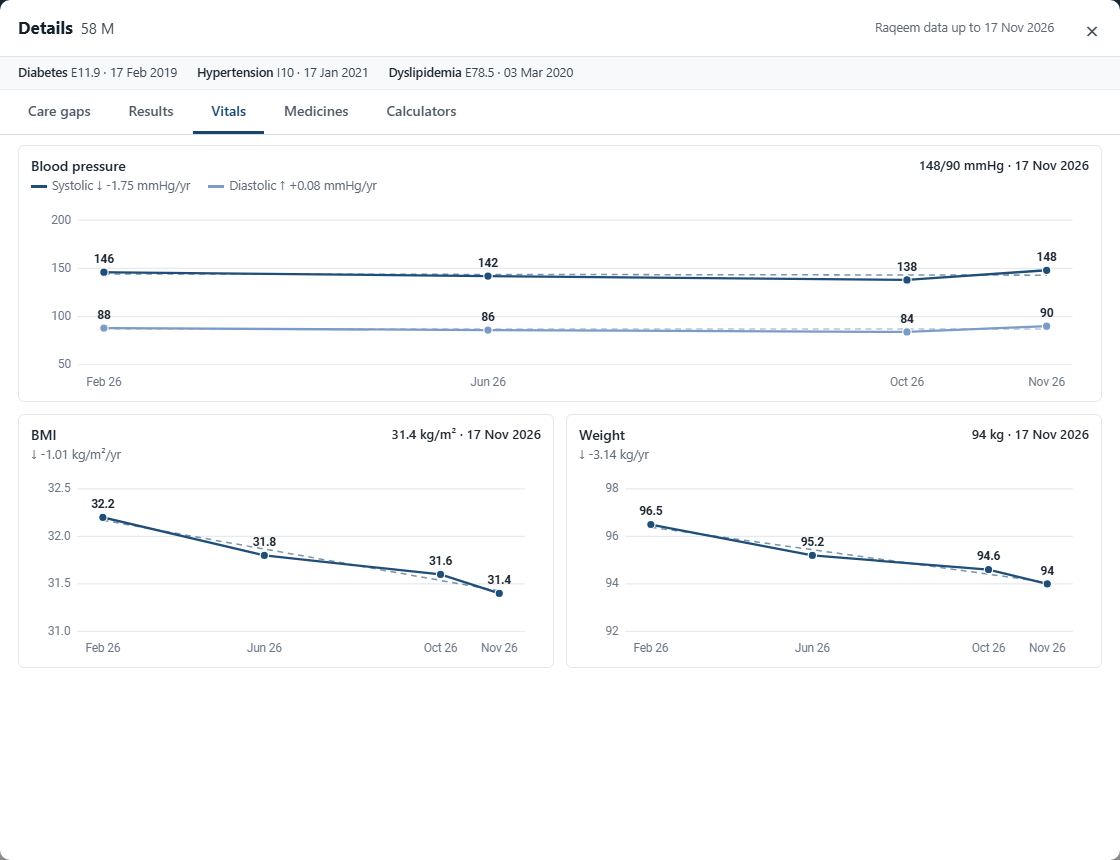 Details 58 M
Raqeem data up to 17 Nov 2026
Diabetes E11.9 · 17 Feb 2019 Hypertension I10 · 17 Jan 2021 Dyslipidemia E78.5 · 03 Mar 2020
Care gaps Results Vitals Medicines Calculators
Blood pressure
148/90 mmHg · 17 Nov 2026
Systolic ↓ -1.75 mmHg/yr Diastolic ↑ +0.08 mmHg/yr
200
150
100
50
146 142 138 148
88 86 84 90
Feb 26 Jun 26 Oct 26 Nov 26
BMI
31.4 kg/m² · 17 Nov 2026
↓ -1.01 kg/m²/yr
32.5
32.0
31.5
31.0
32.2 31.8 31.6 31.4
Feb 26 Jun 26 Oct 26 Nov 26
Weight
94 kg · 17 Nov 2026
↓ -3.14 kg/yr
98
96
94
92
96.5 95.2 94.6 94
Feb 26 Jun 26 Oct 26 Nov 26